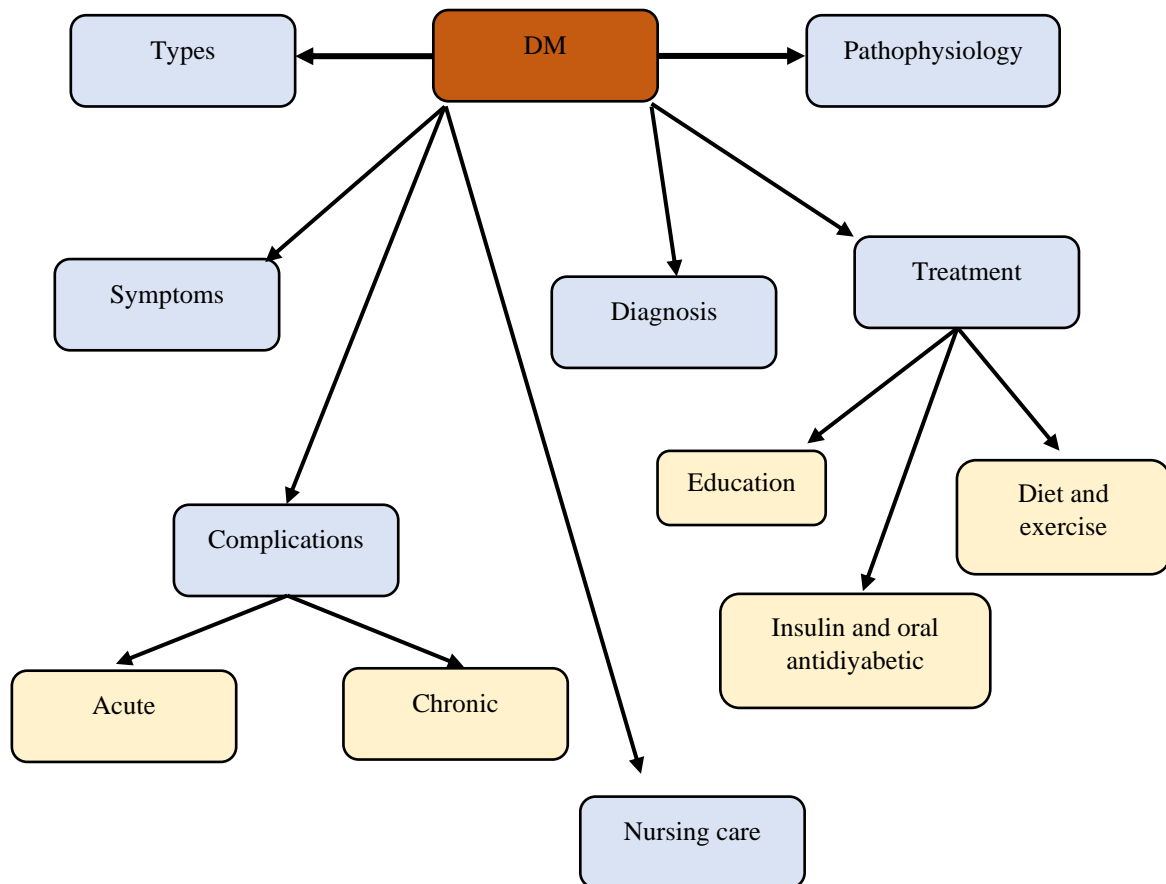 Types
DM
Pathophysiology
Symptoms
Diagnosis
Treatment
Education
Diet and
exercise
Complications
Insulin and oral
antidiyabetic
Acute
Chronic
Nursing care